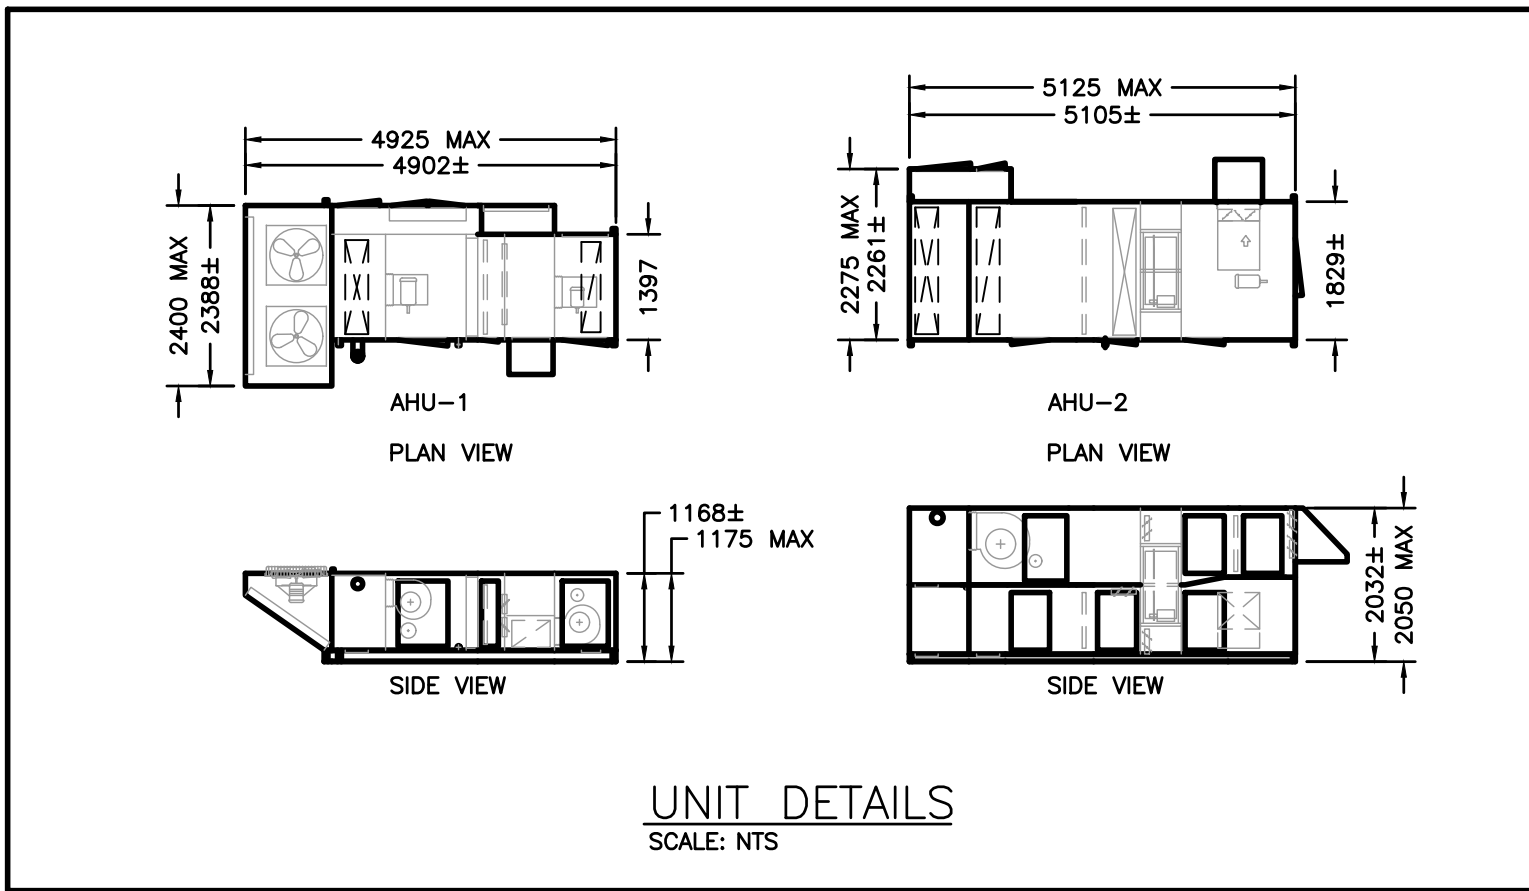 4925 MAX
4902±
2400 MAX
2388±
1397
AHU-1
PLAN VIEW
5125 MAX
5105±
2275 MAX
2261±
1829±
AHU-2
PLAN VIEW
1168±
1175 MAX
SIDE VIEW
2032±
2050 MAX
SIDE VIEW
UNIT DETAILS
SCALE: NTS